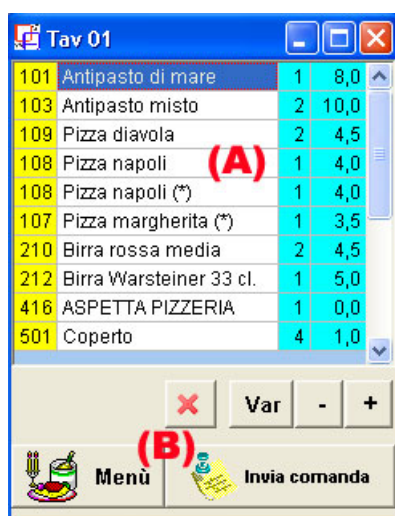 Tav 01
101 Antipasto di mare 1 8,0
103 Antipasto misto 2 10,0
109 Pizza diavola 2 4,5
108 Pizza napoli (A) 1 4,0
108 Pizza napoli (*) 1 4,0
107 Pizza margherita (*) 1 3,5
210 Birra rossa media 2 4,5
212 Birra Warsteiner 33 cl. 1 5,0
416 ASPETTA PIZZERIA 1 0,0
501 Coperto 4 1,0
Var - +
(B)
Menù Invia comanda